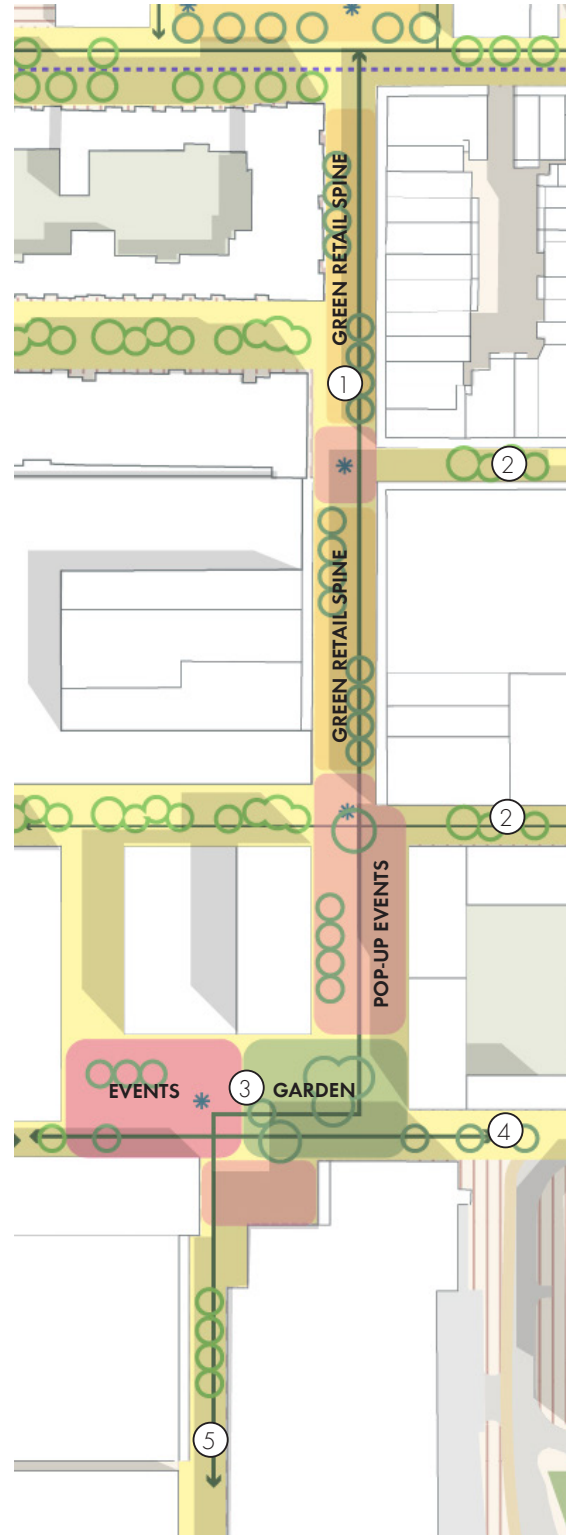 GREEN RETAIL SPINE
1
2
GREEN RETAIL SPINE
2
POP-UP EVENTS
EVENTS
3
GARDEN
4
5